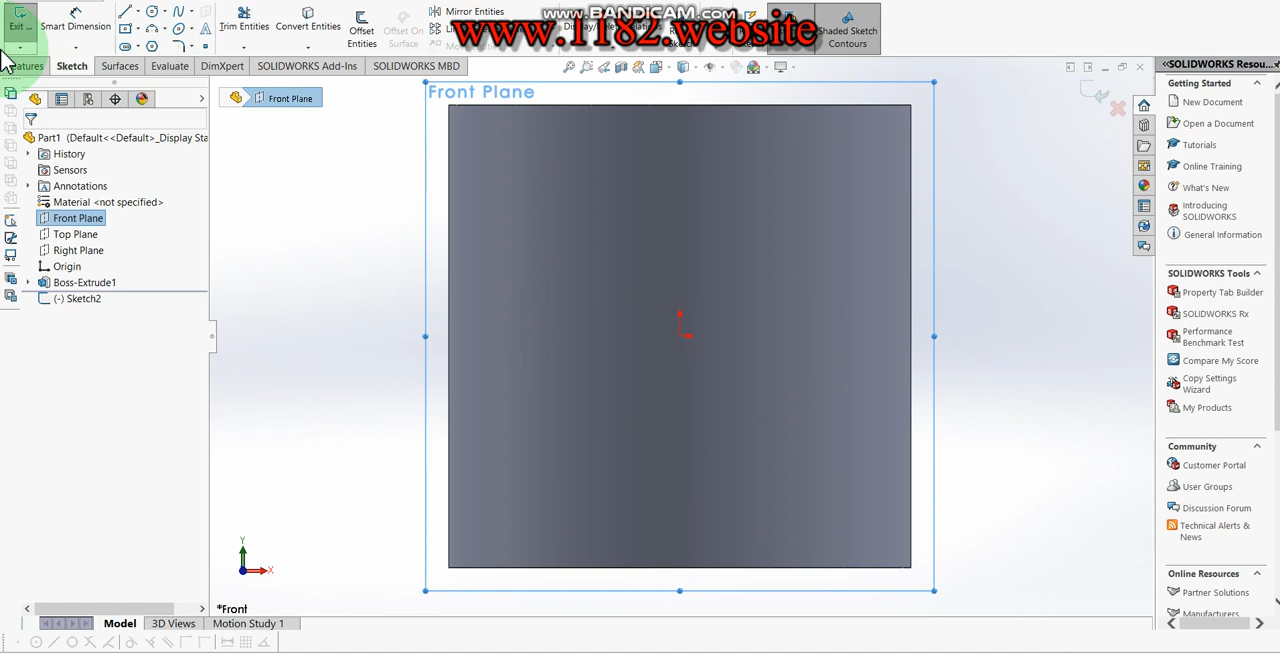 www.BANDICAM.com
www.1182.website
Exit ...
Smart Dimension
Trim Entities
Convert Entities
Offset
Entities
Offset On
Surface
Mirror Entities
Shaded Sketch
Contours
Sketch
Surfaces
Evaluate
DimXpert
SOLIDWORKS Add-Ins
SOLIDWORKS MBD
Front Plane
Front Plane
Part1 (Default<<Default>_Display Sta
History
Sensors
Annotations
Material <not specified>
Front Plane
Top Plane
Right Plane
Origin
Boss-Extrude1
(-) Sketch2
Y
X
*Front
Model
3D Views
Motion Study 1
SOLIDWORKS Resou...
Getting Started
New Document
Open a Document
Tutorials
Online Training
What's New
Introducing
SOLIDWORKS
General Information
SOLIDWORKS Tools
Property Tab Builder
SOLIDWORKS Rx
Performance
Benchmark Test
Compare My Score
Copy Settings
Wizard
My Products
Community
Customer Portal
User Groups
Discussion Forum
Technical Alerts &
News
Online Resources
Partner Solutions
Manufacturers